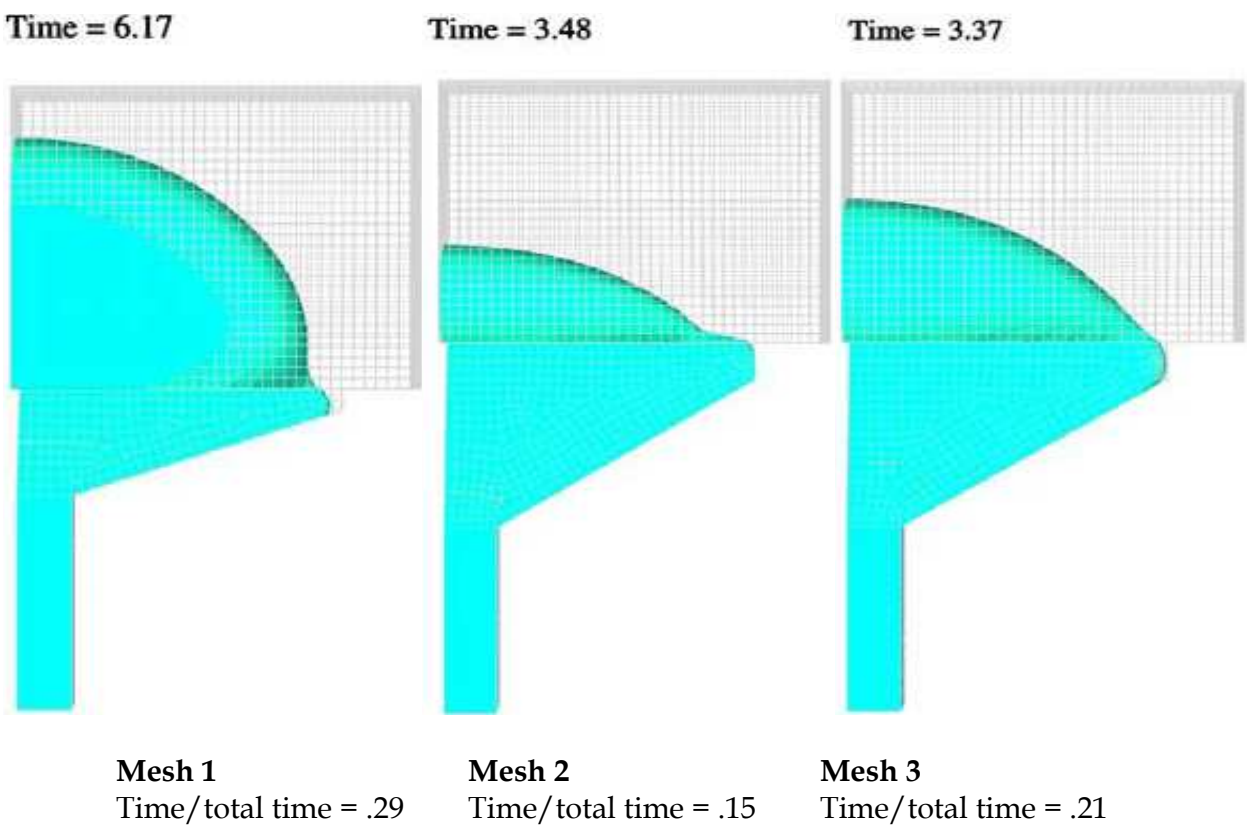 Time = 6.17
Time = 3.48
Time = 3.37
Mesh 1
Time/total time = .29
Mesh 2
Time/total time = .15
Mesh 3
Time/total time = .21